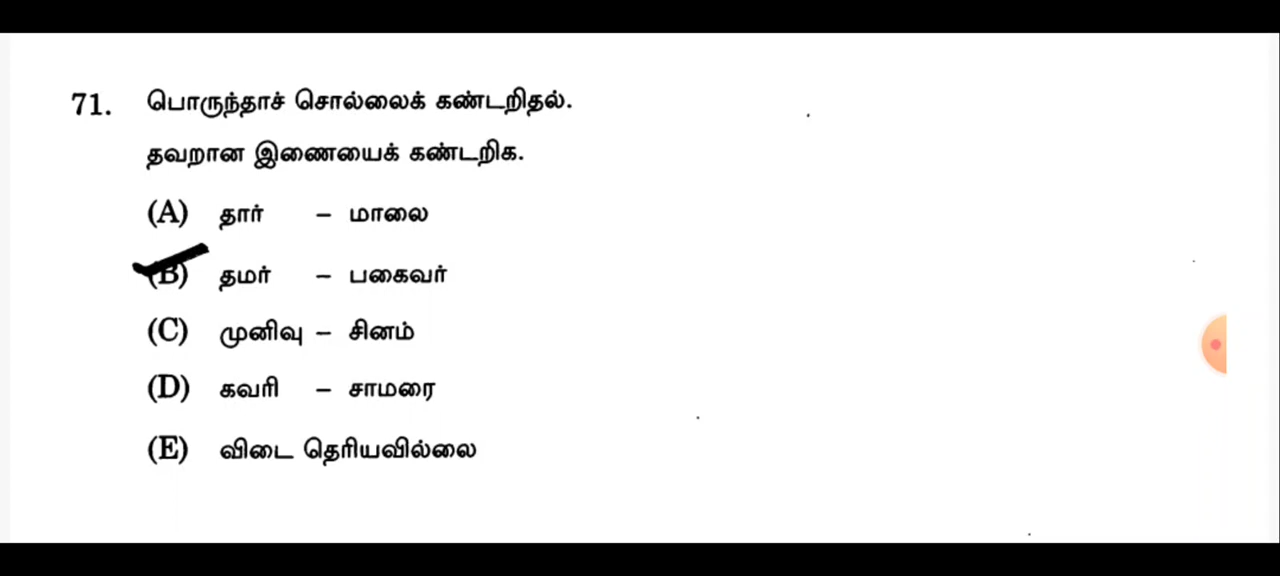 71. பொருந்தாச் சொல்லைக் கண்டறிதல்.
தவறான இணையைக் கண்டறிக.
(A) தார் – மாலை
(B) தமர் – பகைவர்
(C) முனிவு – சினம்
(D) கவரி – சாமரை
(E) விடை தெரியவில்லை